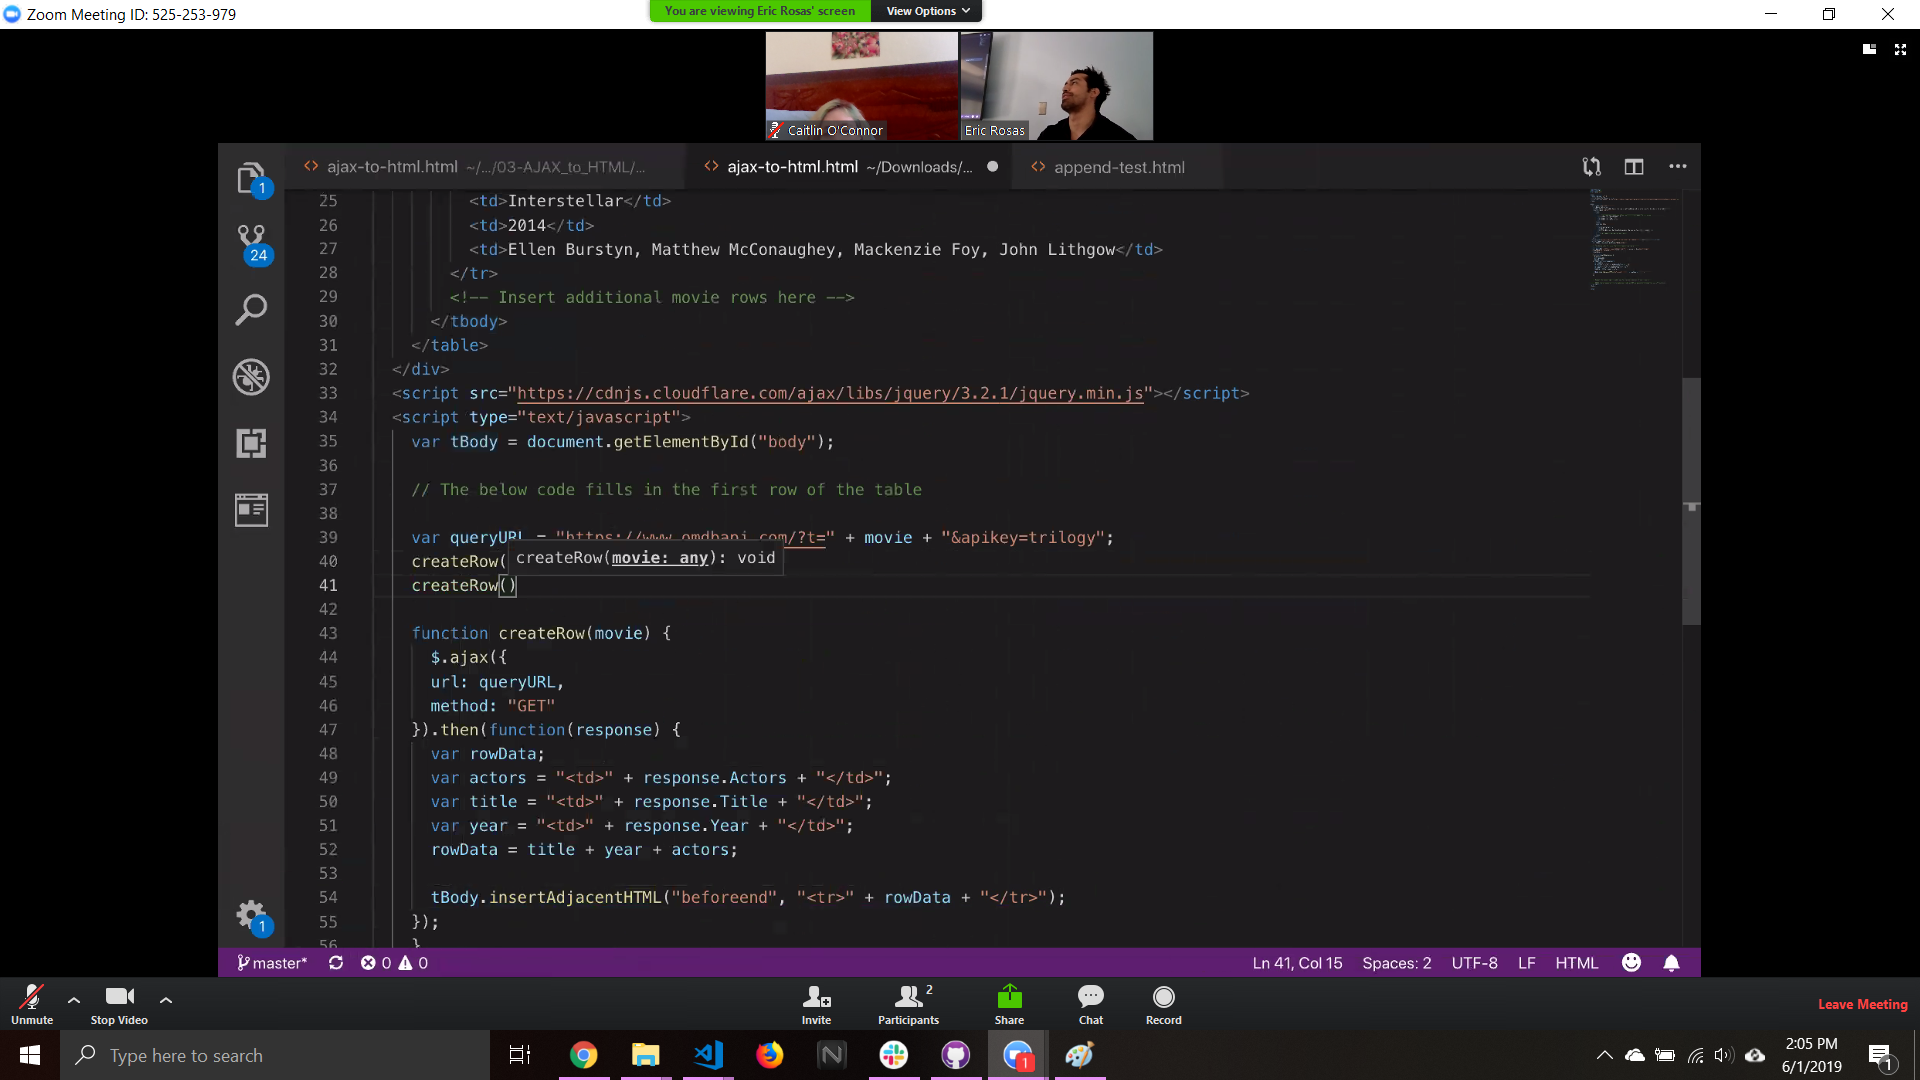 Zoom Meeting ID: 525-253-979
You are viewing Eric Rosas' screen
View Options
Caitlin O'Connor
Eric Rosas
ajax-to-html.html ~/.../03-AJAX_to_HTML/...
ajax-to-html.html ~/Downloads/...
append-test.html
1
24
25 <td>Interstellar</td>
26 <td>2014</td>
27 <td>Ellen Burstyn, Matthew McConaughey, Mackenzie Foy, John Lithgow</td>
28 </tr>
29 <!-- Insert additional movie rows here -->
30 </tbody>
31 </table>
32 </div>
33 <script src="https://cdnjs.cloudflare.com/ajax/libs/jquery/3.2.1/jquery.min.js"></script>
34 <script type="text/javascript">
35 var tBody = document.getElementById("body");
36
37 // The below code fills in the first row of the table
38
39 var queryURL = "https://www.omdbapi.com/?t=" + movie + "&apikey=trilogy";
40 createRow(
createRow(movie: any): void
41 createRow()
42
43 function createRow(movie) {
44 $.ajax({
45 url: queryURL,
46 method: "GET"
47 }).then(function(response) {
48 var rowData;
49 var actors = "<td>" + response.Actors + "</td>";
50 var title = "<td>" + response.Title + "</td>";
51 var year = "<td>" + response.Year + "</td>";
52 rowData = title + year + actors;
53
54 tBody.insertAdjacentHTML("beforeend", "<tr>" + rowData + "</tr>");
55 });
56 }
1
master* 0 0
Ln 41, Col 15 Spaces: 2 UTF-8 LF HTML
Unmute
Stop Video
Invite
2
Participants
Share
Chat
Record
Leave Meeting
Type here to search
N
1
2:05 PM
6/1/2019
1